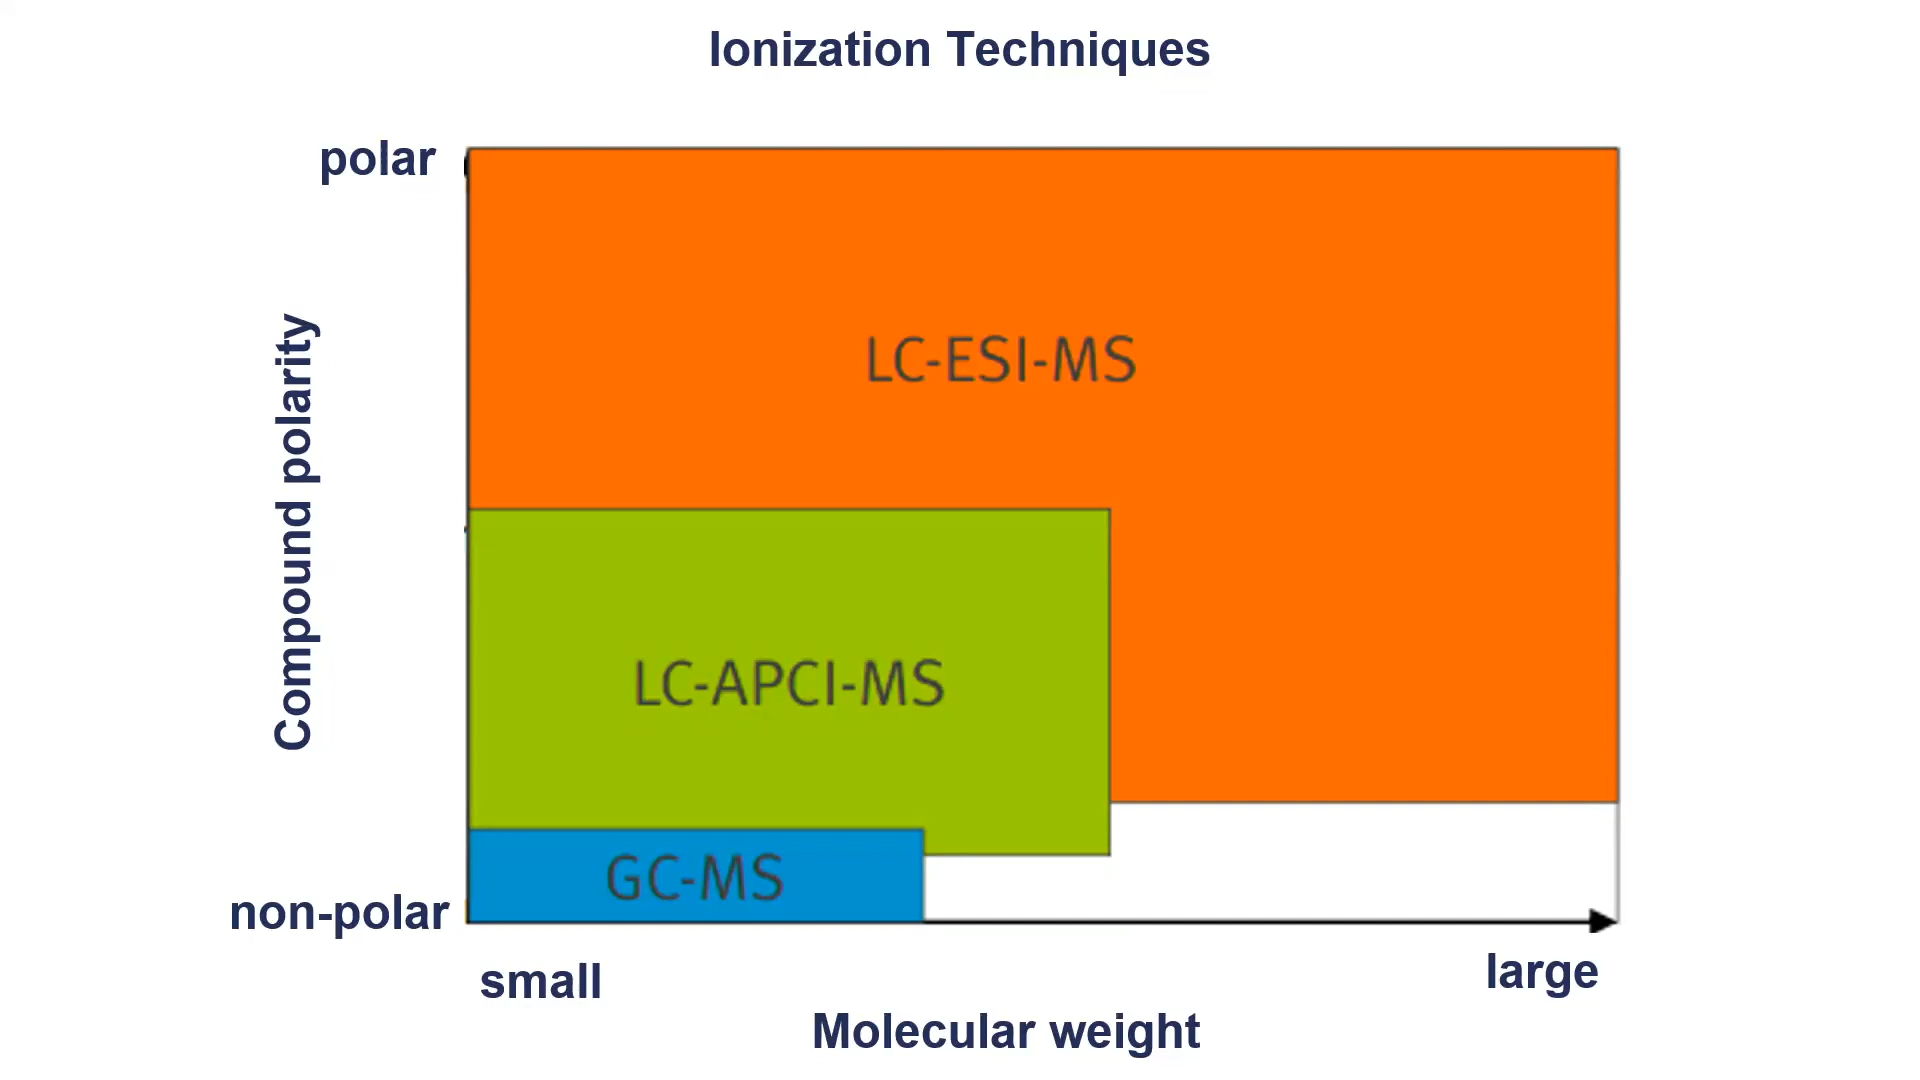 Ionization Techniques
polar
Compound polarity
LC-ESI-MS
LC-APCI-MS
GC-MS
non-polar
small
large
Molecular weight